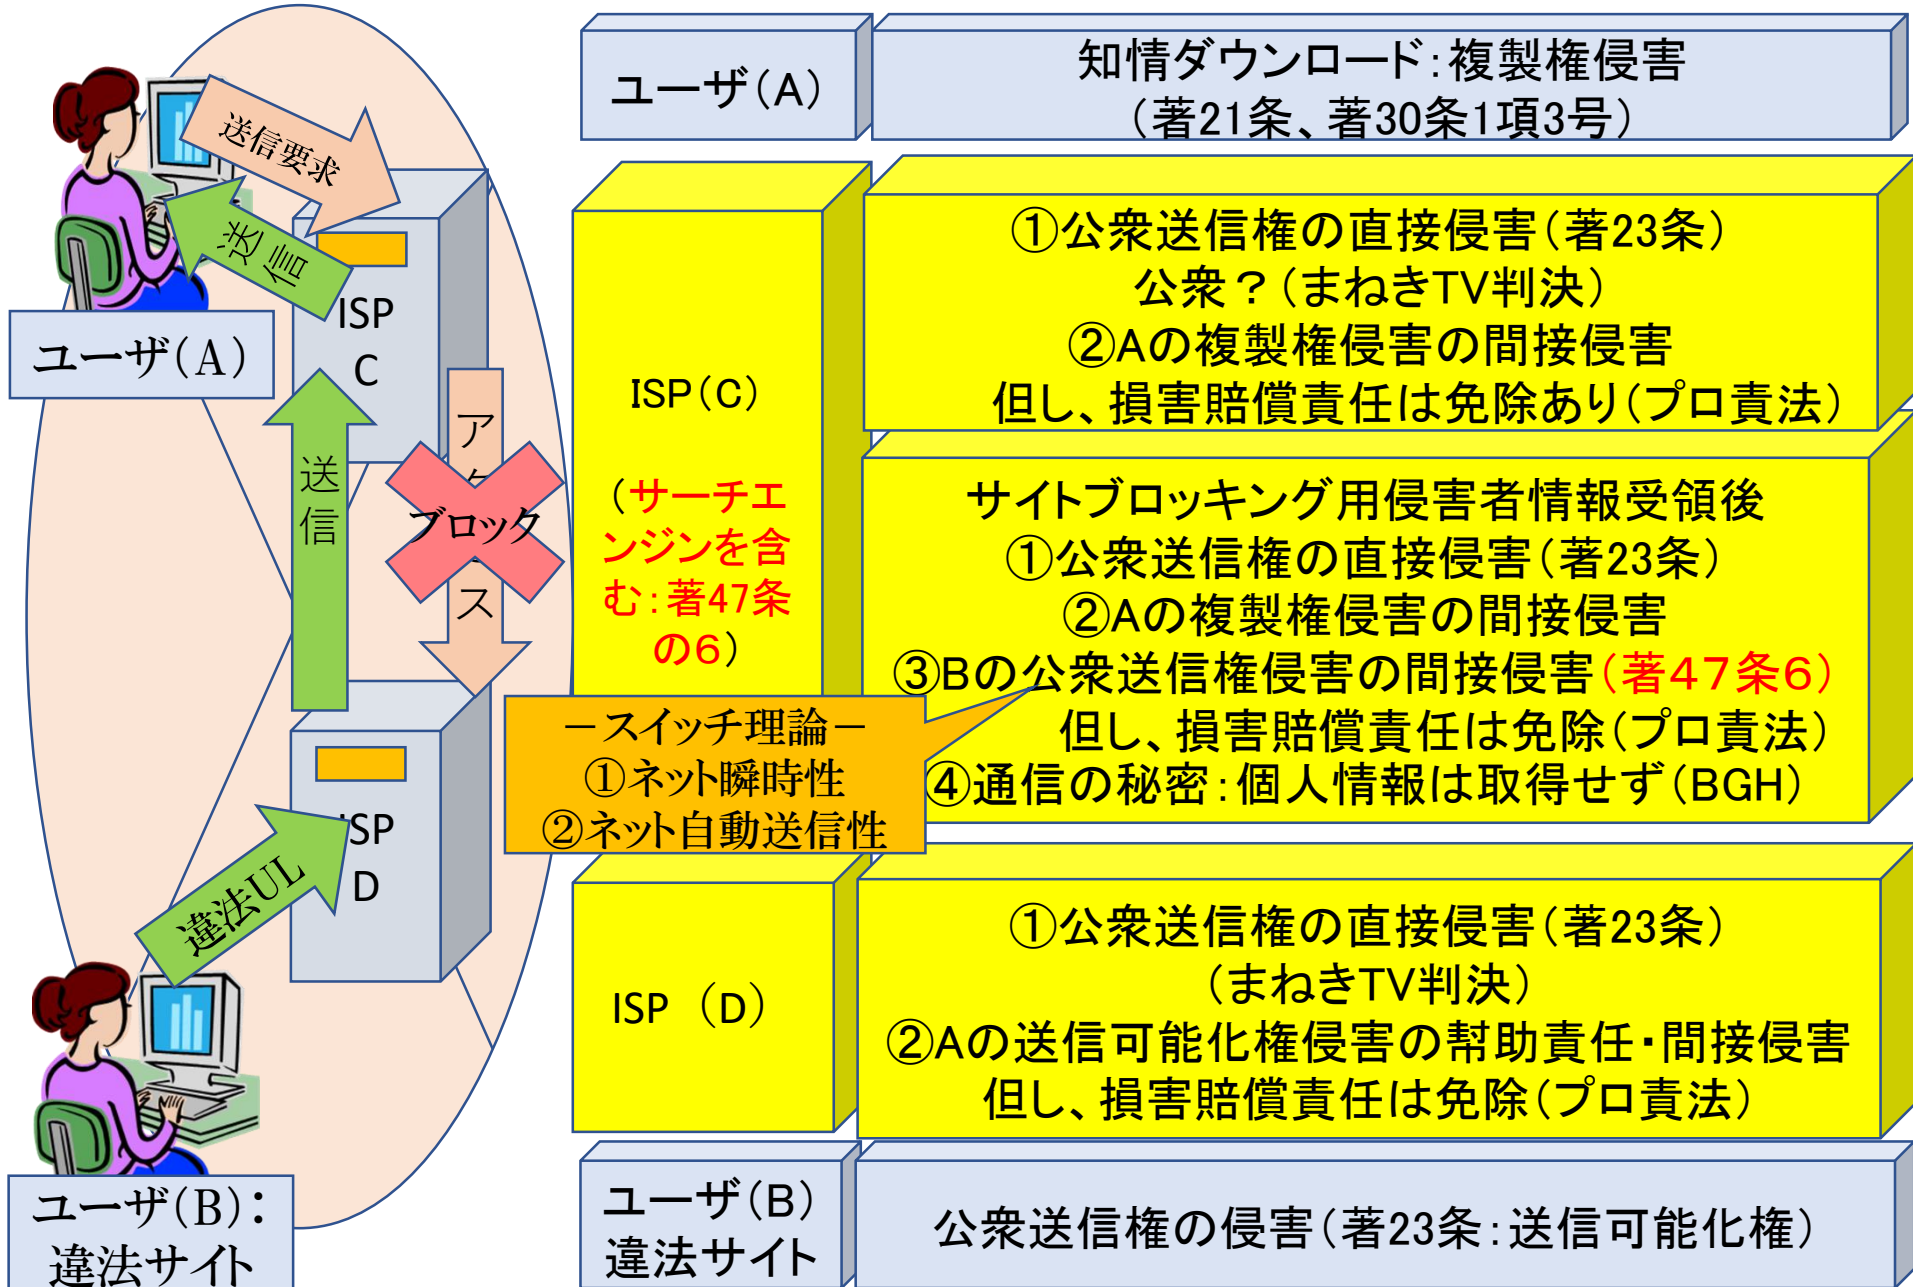 送信要求
送信
ISP
C
ユーザ(A)
送信
ブロック
ISP
D
違法UL
ユーザ(B):
違法サイト
ユーザ(A)
知情ダウンロード:複製権侵害
(著21条、著30条1項3号)
ISP(C)
(サーチエ
ンジンを含
む:著47条
の6)
①公衆送信権の直接侵害(著23条)
公衆?(まねきTV判決)
②Aの複製権侵害の間接侵害
但し、損害賠償責任は免除あり(プロ責法)
サイトブロッキング用侵害者情報受領後
①公衆送信権の直接侵害(著23条)
②Aの複製権侵害の間接侵害
③Bの公衆送信権侵害の間接侵害(著47条6)
但し、損害賠償責任は免除(プロ責法)
④通信の秘密:個人情報は取得せず(BGH)
-スイッチ理論-
①ネット瞬時性
②ネット自動送信性
ISP (D)
①公衆送信権の直接侵害(著23条)
(まねきTV判決)
②Aの送信可能化権侵害の幇助責任・間接侵害
但し、損害賠償責任は免除(プロ責法)
ユーザ(B)
違法サイト
公衆送信権の侵害(著23条:送信可能化権)